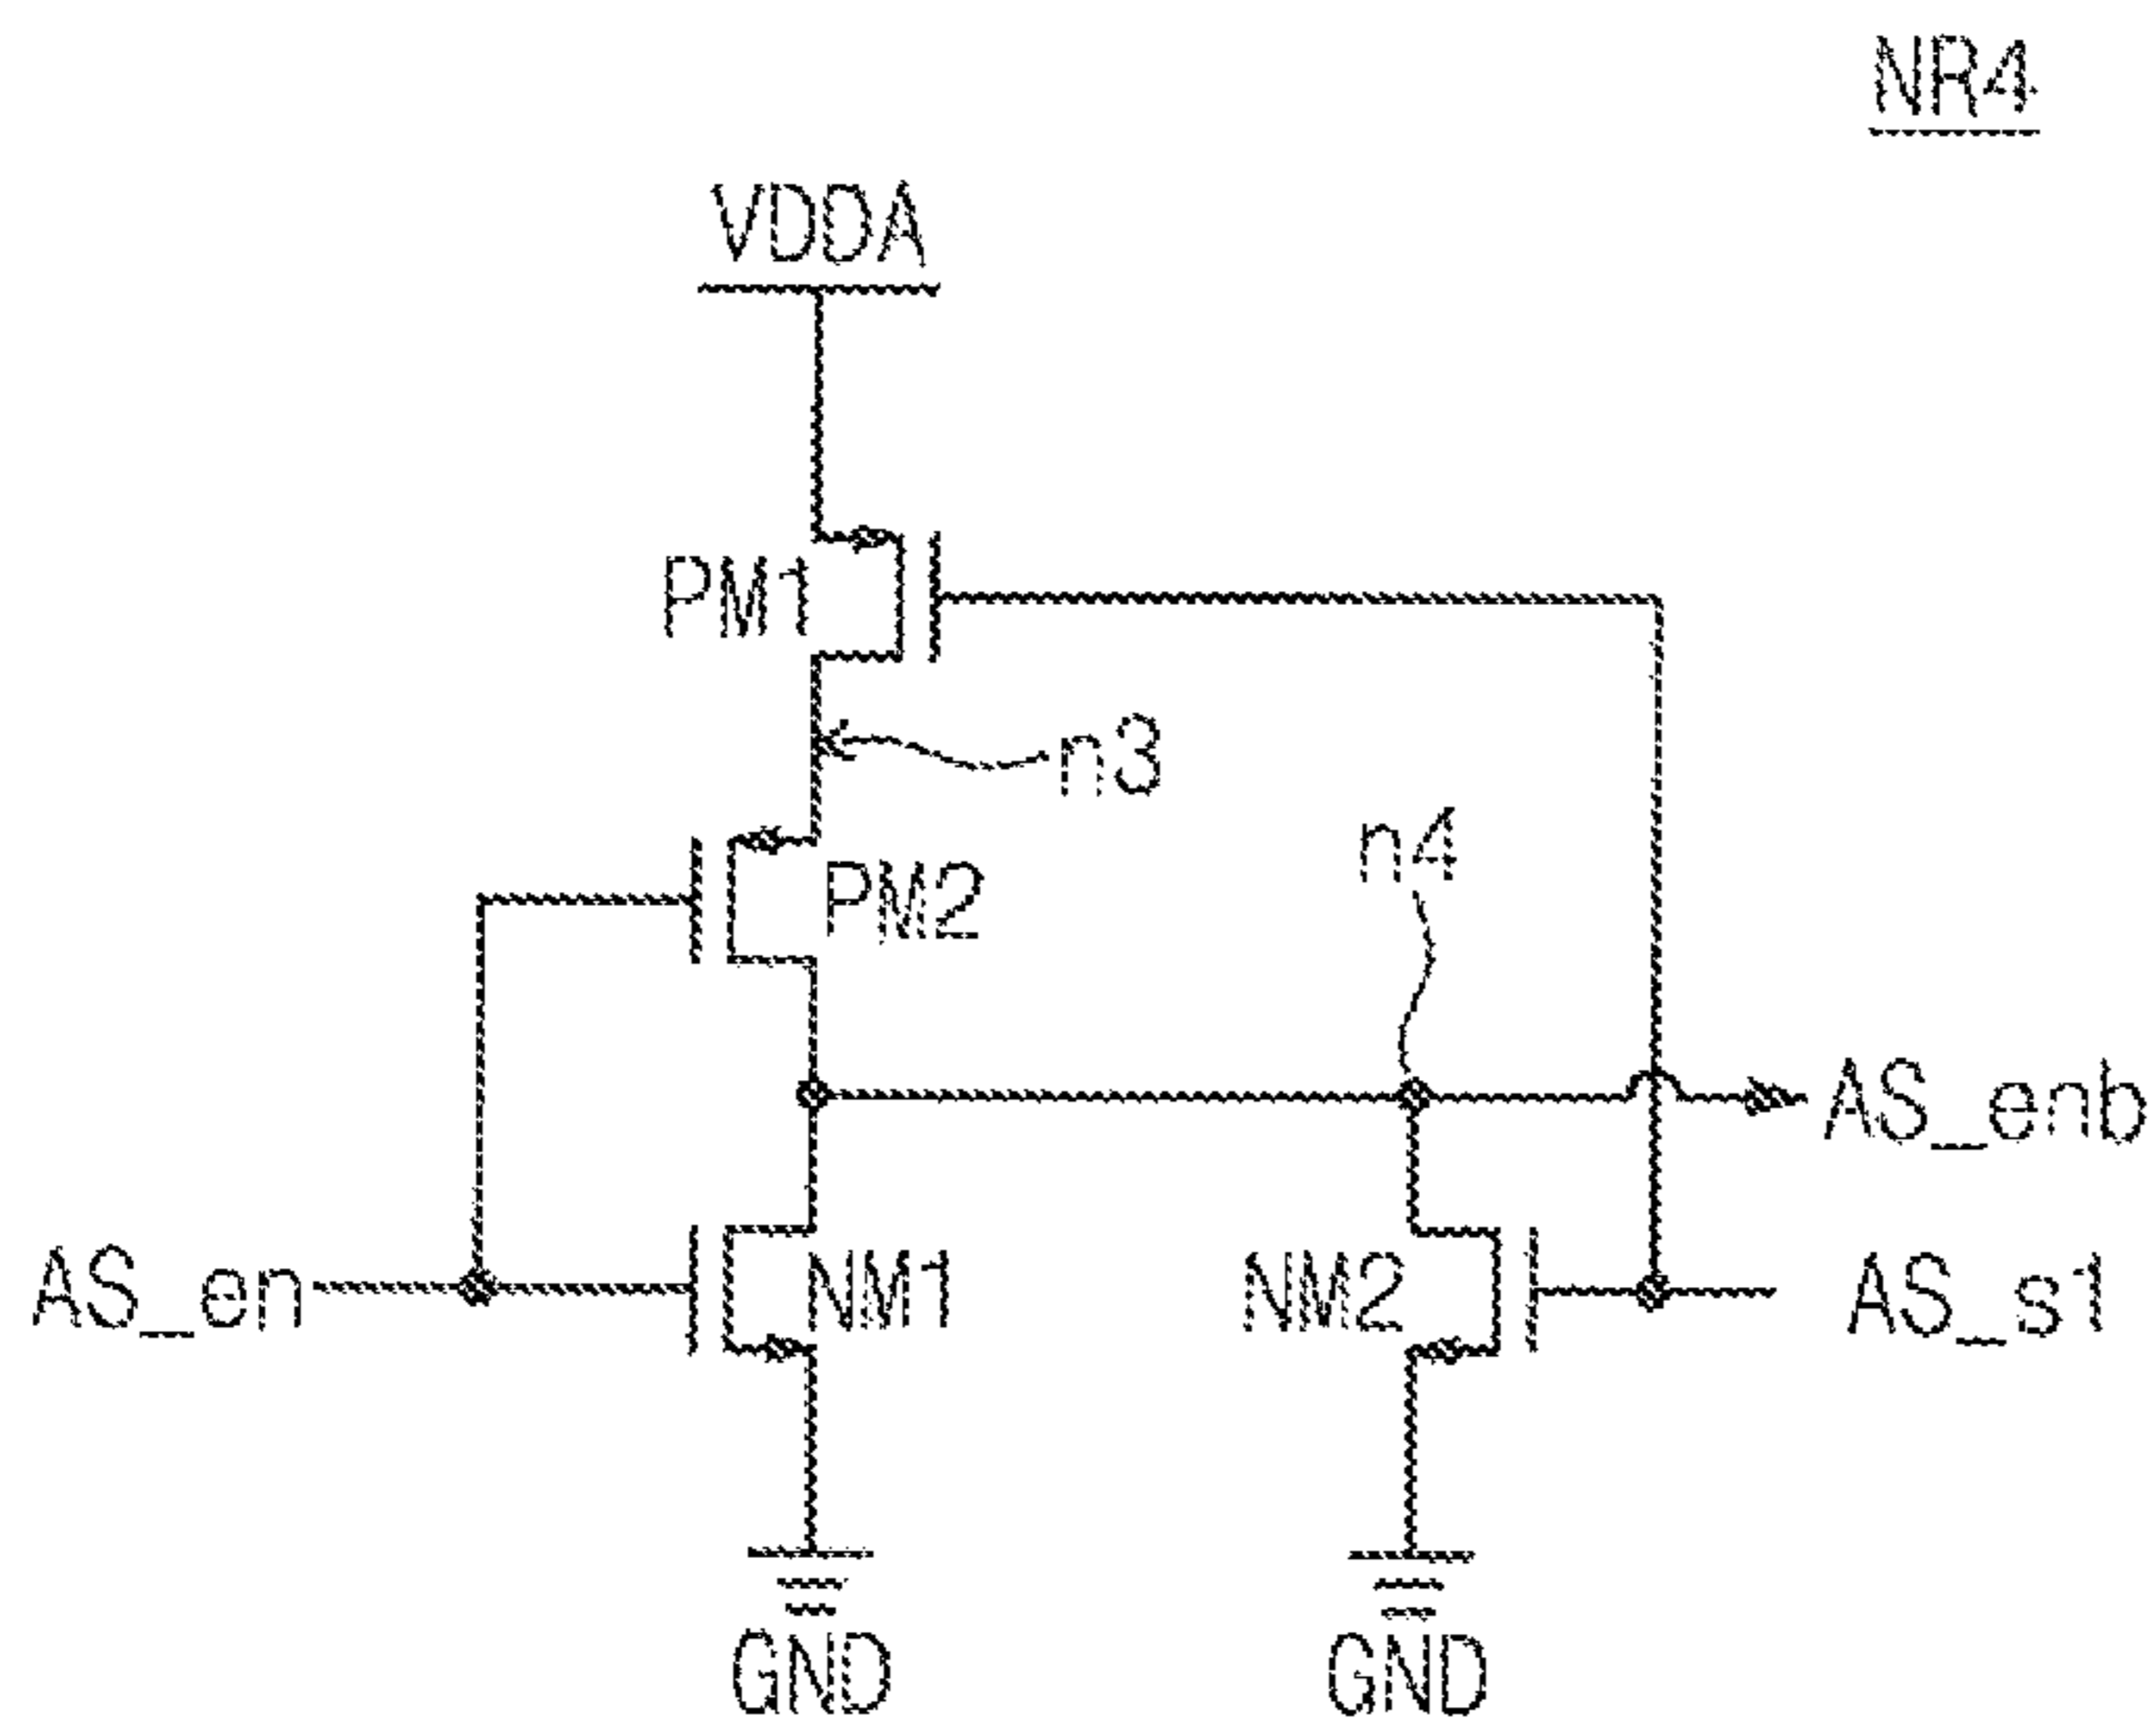 NR4
VDDA
PM1
n3
n4
PM2
AS_enb
AS_en
NM1
NM2
AS_s1
GND
GND